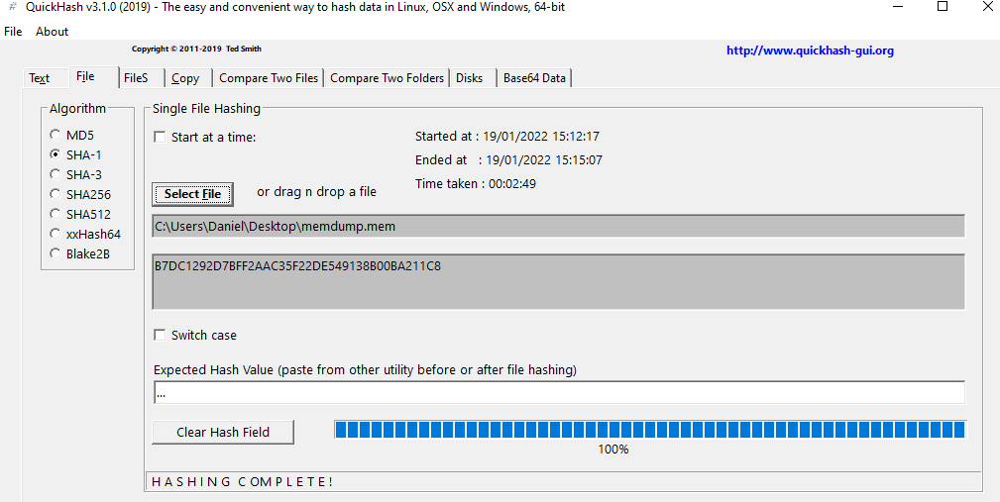 QuickHash v3.1.0 (2019) - The easy and convenient way to hash data in Linux, OSX and Windows, 64-bit
File About
Copyright © 2011-2019 Ted Smith
http://www.quickhash-gui.org
Text File FileS Copy Compare Two Files Compare Two Folders Disks Base64 Data
Algorithm
MD5
SHA-1
SHA-3
SHA256
SHA512
xxHash64
Blake2B
Single File Hashing
Start at a time:
Started at : 19/01/2022 15:12:17
Ended at : 19/01/2022 15:15:07
Time taken : 00:02:49
Select File or drag n drop a file
C:\Users\Daniel\Desktop\memdump.mem
B7DC1292D7BFF2AAC35F22DE549138B00BA211C8
Switch case
Expected Hash Value (paste from other utility before or after file hashing)
...
Clear Hash Field
100%
H A S H I N G C O M P L E T E !